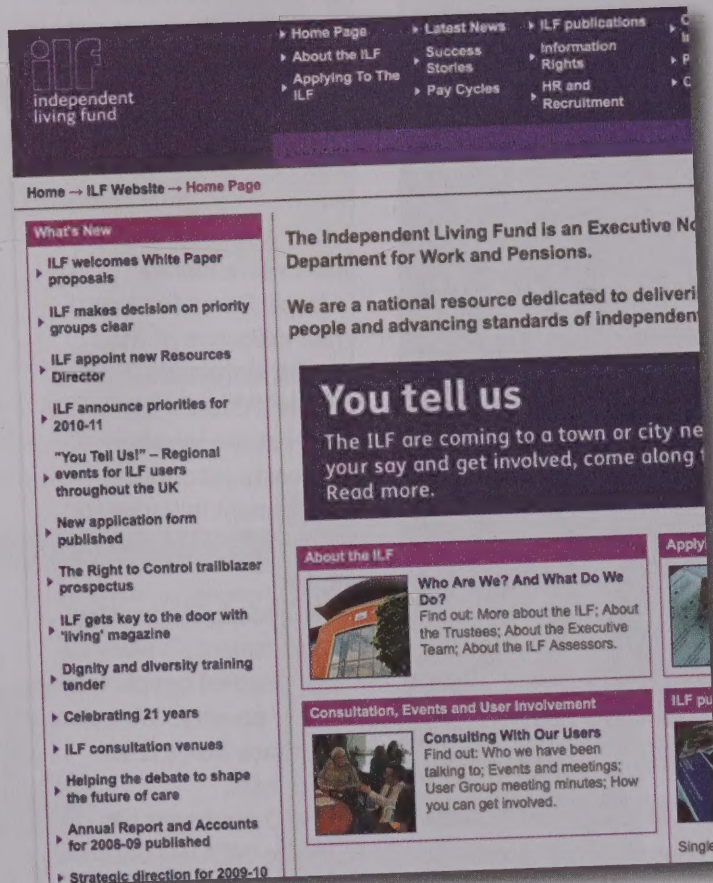 ilf
independent
living fund
Home Page
About the ILF
Applying To The
ILF
Latest News
Success
Stories
Pay Cycles
ILF publications
Information
Rights
HR and
Recruitment
Home → ILF Website → Home Page
What's New
ILF welcomes White Paper
proposals
ILF makes decision on priority
groups clear
ILF appoint new Resources
Director
ILF announce priorities for
2010-11
"You Tell Us!" – Regional
events for ILF users
throughout the UK
New application form
published
The Right to Control trailblazer
prospectus
ILF gets key to the door with
'living' magazine
Dignity and diversity training
tender
Celebrating 21 years
ILF consultation venues
Helping the debate to shape
the future of care
Annual Report and Accounts
for 2008-09 published
Strategic direction for 2009-10
The Independent Living Fund is an Executive No
Department for Work and Pensions.
We are a national resource dedicated to deliveri
people and advancing standards of independen
You tell us
The ILF are coming to a town or city ne
your say and get involved, come along
Read more.
About the ILF
Who Are We? And What Do We
Do?
Find out: More about the ILF; About
the Trustees; About the Executive
Team; About the ILF Assessors.
Applyi
Consultation, Events and User Involvement
Consulting With Our Users
Find out: Who we have been
talking to; Events and meetings;
User Group meeting minutes; How
you can get involved.
ILF pu
Single